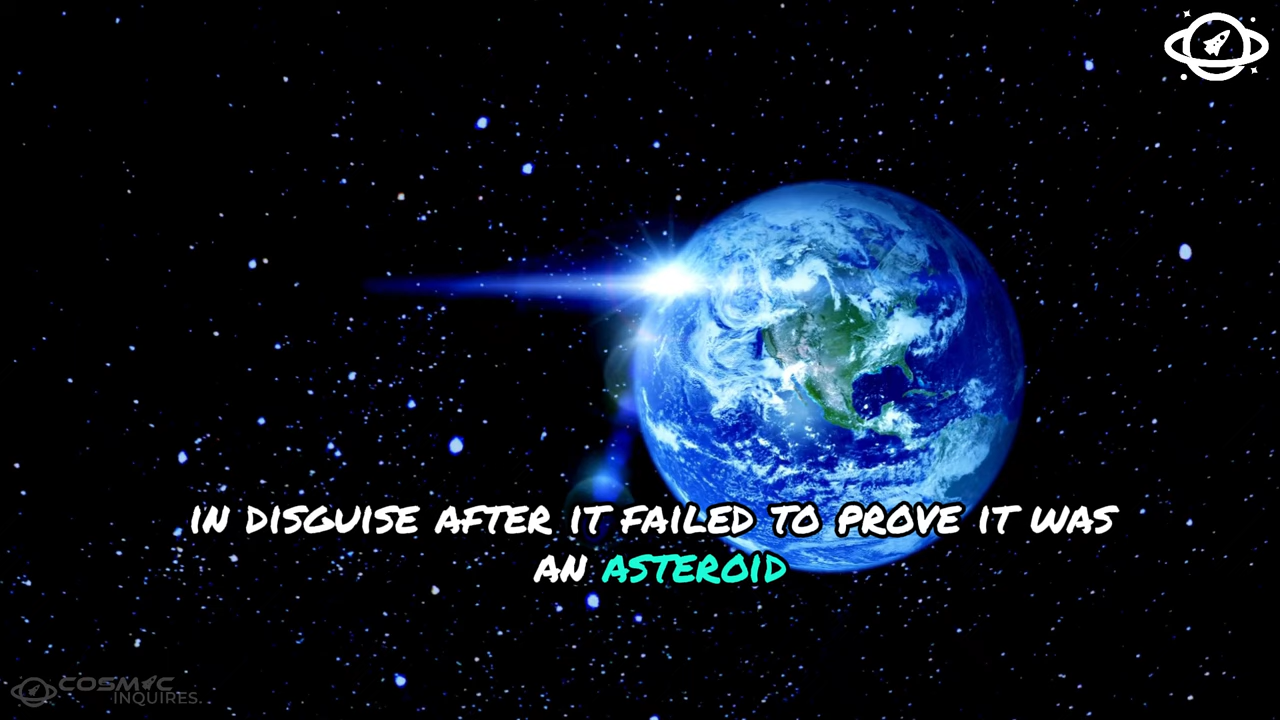 IN DISGUISE AFTER IT FAILED TO PROVE IT WAS
AN ASTEROID
COSMIC
INQUIRES.